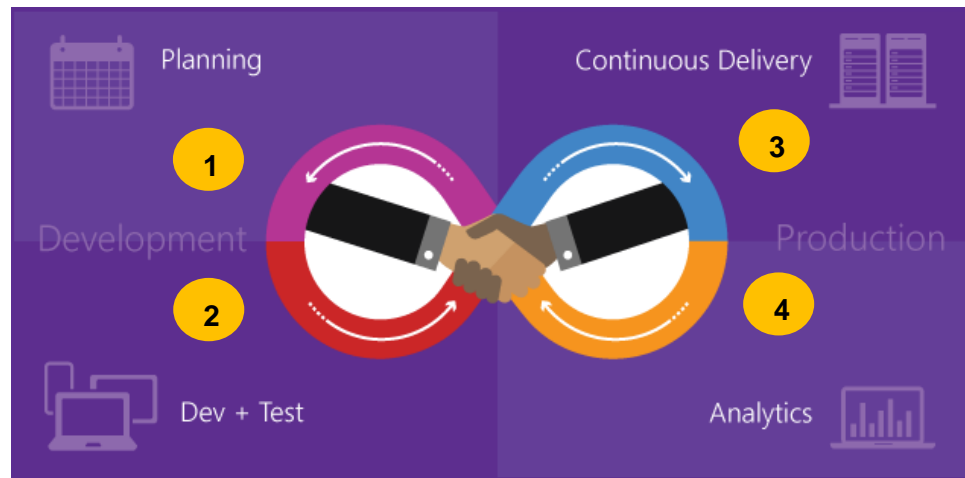 Planning
Continuous Delivery
1
3
Development
Production
2
4
Dev + Test
Analytics